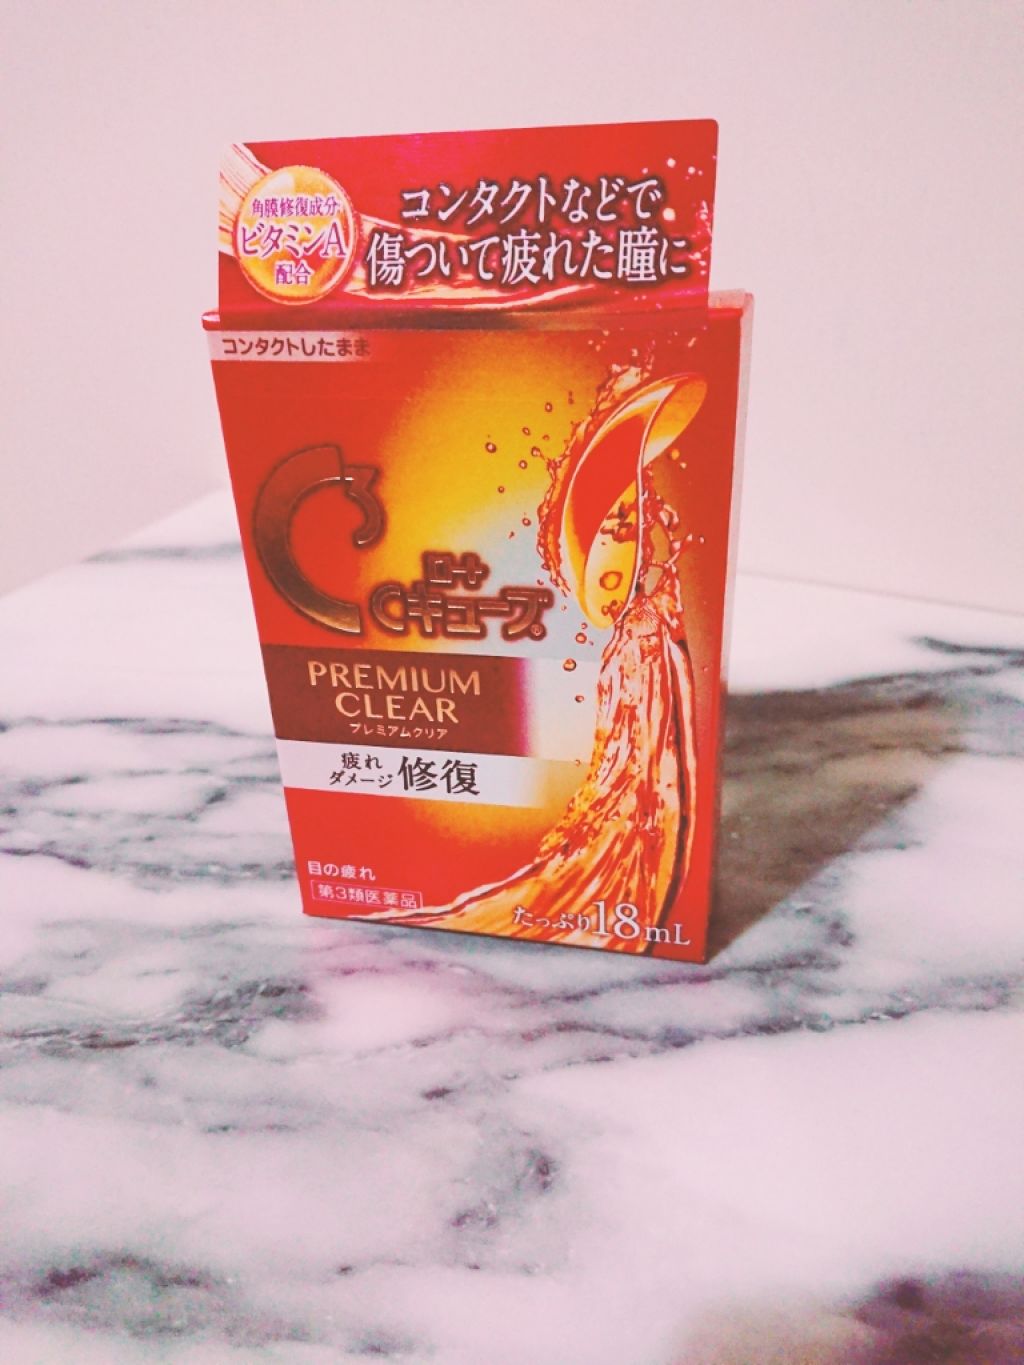 角膜修復成分
ビタミンA
配合
コンタクトなどで
傷ついて疲れた瞳に
コンタクトしたまま
C3
ロート
Cキューブ®
PREMIUM
CLEAR
プレミアムクリア
疲れ
ダメージ 修復
目の疲れ
第3類医薬品
たっぷり18mL